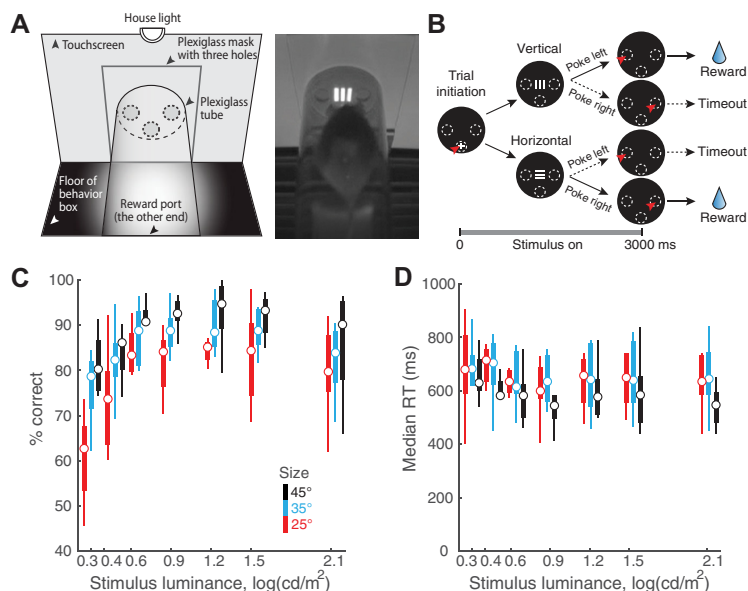 A
House light
Touchscreen
Plexiglass mask
with three holes
Plexiglass
tube
Floor of
behavior
box
Reward port
(the other end)
B
Trial
initiation
Vertical
Horizontal
Poke left
Poke right
Poke left
Poke right
Reward
Timeout
Timeout
Reward
0
Stimulus on
3000 ms
C
100
90
80
70
60
50
40
% correct
Size
45°
35°
25°
0.3 0.4 0.6 0.9 1.2 1.5 2.1
Stimulus luminance, log(cd/m²)
D
1000
800
600
400
200
0
Median RT (ms)
0.3 0.4 0.6 0.9 1.2 1.5 2.1
Stimulus luminance, log(cd/m²)